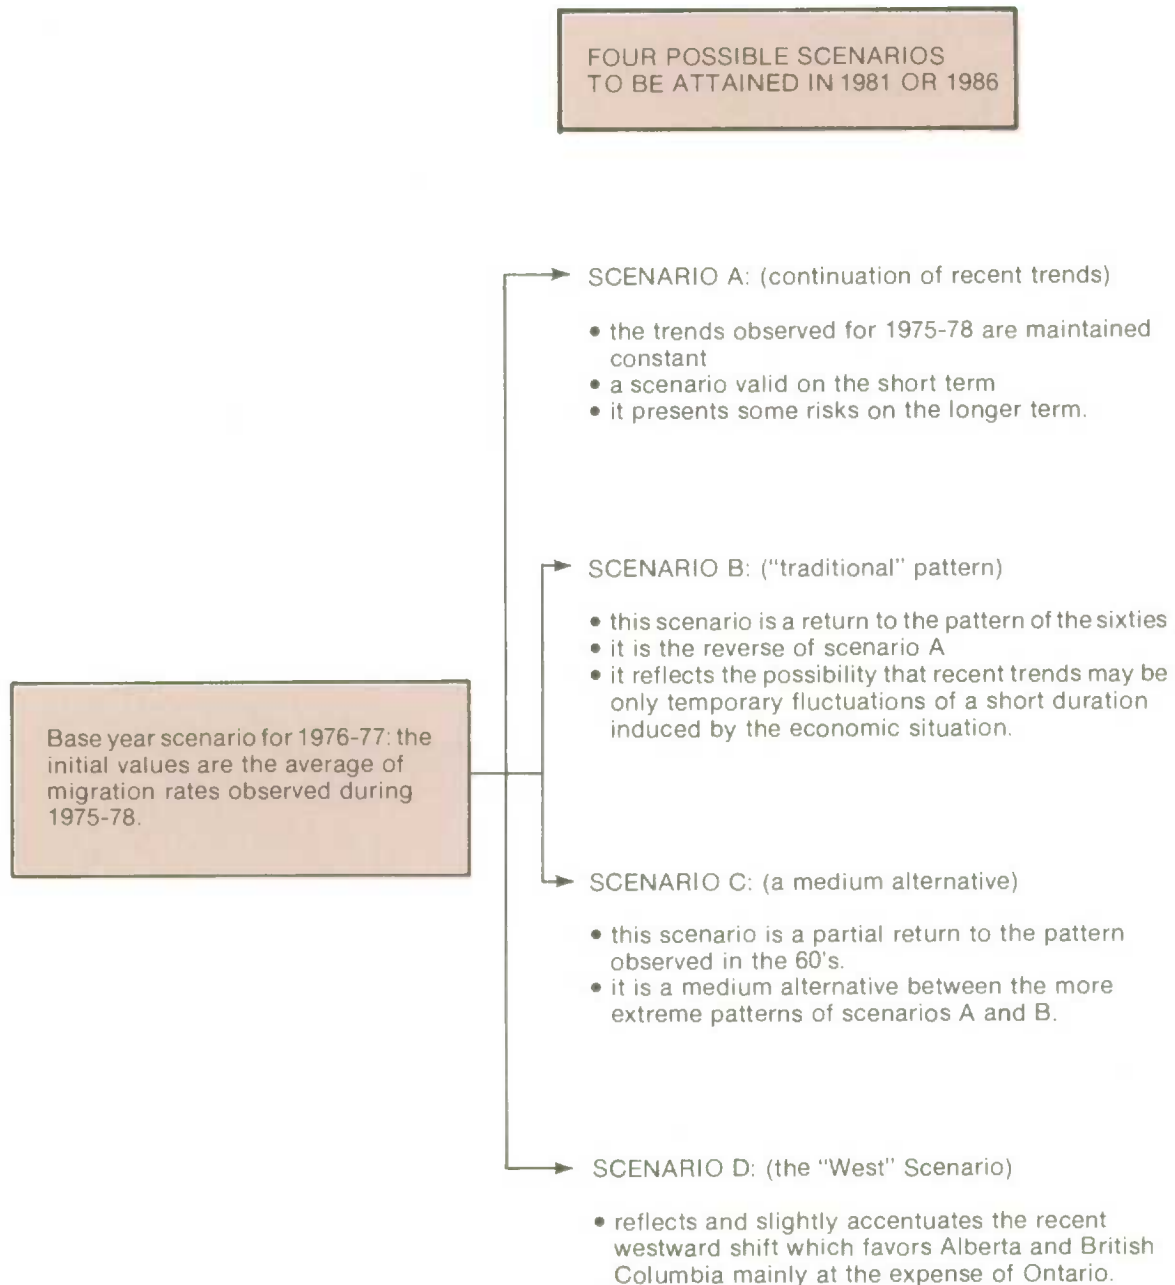 FOUR POSSIBLE SCENARIOS
TO BE ATTAINED IN 1981 OR 1986
SCENARIO A: (continuation of recent trends)
• the trends observed for 1975-78 are maintained
constant
• a scenario valid on the short term
• it presents some risks on the longer term.
SCENARIO B: ("traditional" pattern)
• this scenario is a return to the pattern of the sixties
• it is the reverse of scenario A
• it reflects the possibility that recent trends may be
only temporary fluctuations of a short duration
induced by the economic situation.
Base year scenario for 1976-77: the
initial values are the average of
migration rates observed during
1975-78.
SCENARIO C: (a medium alternative)
• this scenario is a partial return to the pattern
observed in the 60's.
• it is a medium alternative between the more
extreme patterns of scenarios A and B.
SCENARIO D: (the "West" Scenario)
• reflects and slightly accentuates the recent
westward shift which favors Alberta and British
Columbia mainly at the expense of Ontario.